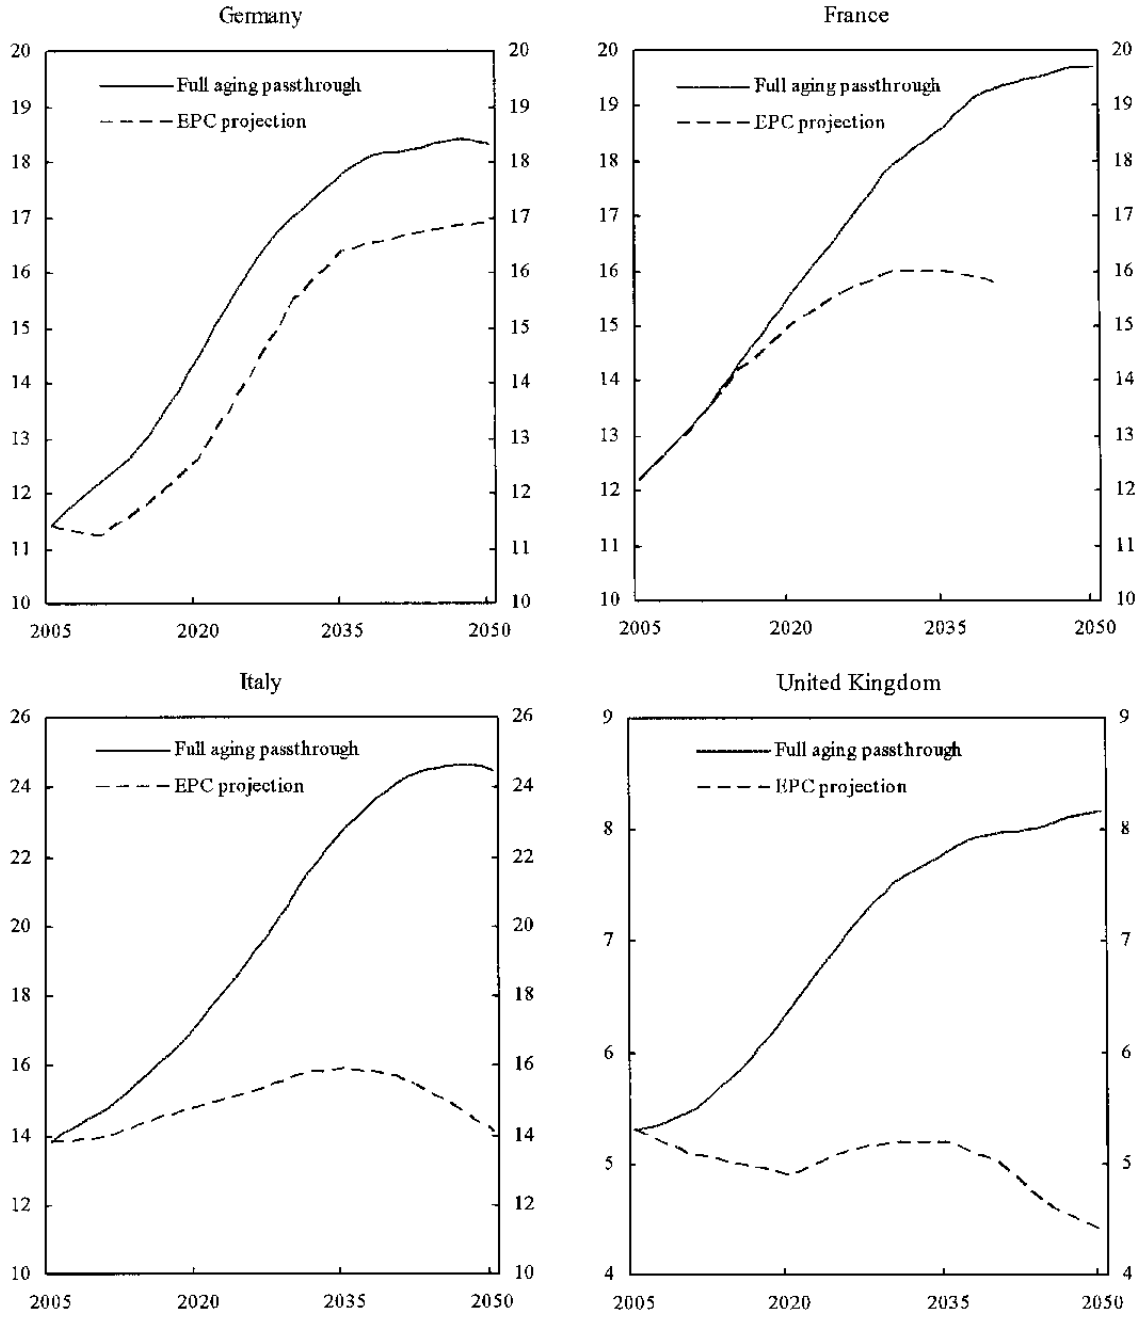 Germany
20 20
Full aging passthrough
19 19
EPC projection
18 18
17 17
16 16
15 15
14 14
13 13
12 12
11 11
10 10
2005 2020 2035 2050
France
20 20
Full aging passthrough
19 19
EPC projection
18 18
17 17
16 16
15 15
14 14
13 13
12 12
11 11
10 10
2005 2020 2035 2050
Italy
26 26
Full aging passthrough
EPC projection
24 24
22 22
20 20
18 18
16 16
14 14
12 12
10 10
2005 2020 2035 2050
United Kingdom
9 9
Full aging passthrough
EPC projection
8 8
7 7
6 6
5 5
4 4
2005 2020 2035 2050